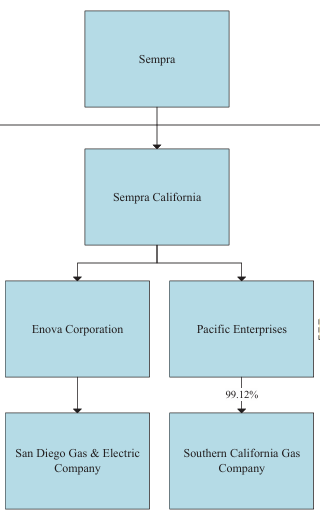 Sempra
Sempra California
Enova Corporation
Pacific Enterprises
99.12%
San Diego Gas & Electric
Company
Southern California Gas
Company